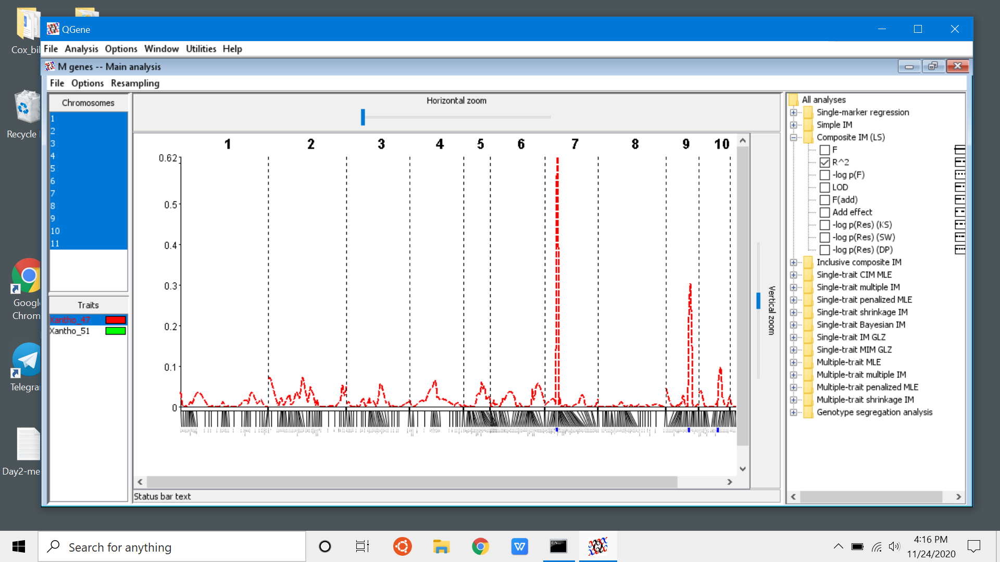 Cox_bil
QGene
File Analysis Options Window Utilities Help
M genes -- Main analysis
File Options Resampling
Chromosomes
1
2
3
4
5
6
7
8
9
10
11
Traits
Xantho_47
Xantho_51
Horizontal zoom
1 2 3 4 5 6 7 8 9 10
0.62
0.5
0.4
0.3
0.2
0.1
0
Vertical zoom
Status bar text
All analyses
Single-marker regression
Simple IM
Composite IM (LS)
F
R^2
-log p(F)
LOD
F(add)
Add effect
-log p(Res) (KS)
-log p(Res) (SW)
-log p(Res) (DP)
Inclusive composite IM
Single-trait CIM MLE
Single-trait multiple IM
Single-trait penalized MLE
Single-trait shrinkage IM
Single-trait Bayesian IM
Single-trait IM GLZ
Single-trait MIM GLZ
Multiple-trait MLE
Multiple-trait multiple IM
Multiple-trait penalized MLE
Multiple-trait shrinkage IM
Genotype segregation analysis
Recycle
Google
Chrom
Telegra
Day2-me
Search for anything
4:16 PM
11/24/2020